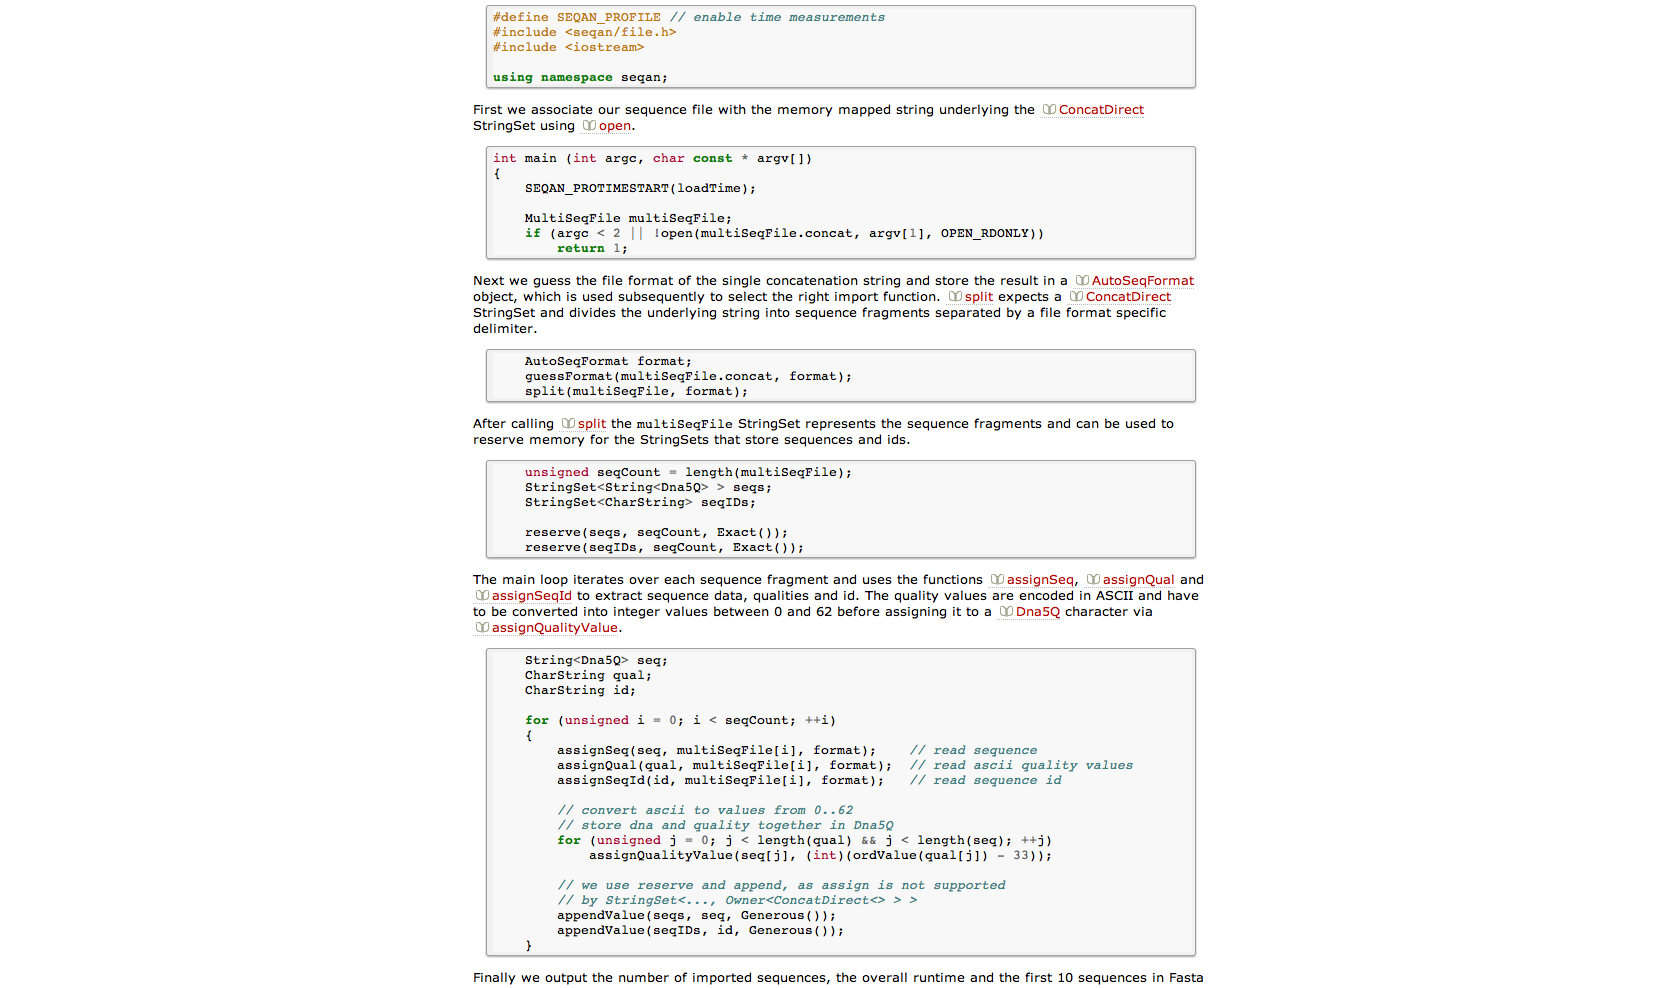 #define SEQAN_PROFILE // enable time measurements
#include <seqan/file.h>
#include <iostream>
using namespace seqan;
First we associate our sequence file with the memory mapped string underlying the ConcatDirect
StringSet using open.
int main (int argc, char const * argv[])
{
SEQAN_PROTIMESTART(loadTime);
MultiSeqFile multiSeqFile;
if (argc < 2 || !open(multiSeqFile.concat, argv[1], OPEN_RDONLY))
return 1;
Next we guess the file format of the single concatenation string and store the result in a AutoSeqFormat
object, which is used subsequently to select the right import function. split expects a ConcatDirect
StringSet and divides the underlying string into sequence fragments separated by a file format specific
delimiter.
AutoSeqFormat format;
guessFormat(multiSeqFile.concat, format);
split(multiSeqFile, format);
After calling split the multiSeqFile StringSet represents the sequence fragments and can be used to
reserve memory for the StringSets that store sequences and ids.
unsigned seqCount = length(multiSeqFile);
StringSet<String<Dna5Q> > seqs;
StringSet<CharString> seqIDs;
reserve(seqs, seqCount, Exact());
reserve(seqIDs, seqCount, Exact());
The main loop iterates over each sequence fragment and uses the functions assignSeq, assignQual and
assignSeqId to extract sequence data, qualities and id. The quality values are encoded in ASCII and have
to be converted into integer values between 0 and 62 before assigning it to a Dna5Q character via
assignQualityValue.
String<Dna5Q> seq;
CharString qual;
CharString id;
for (unsigned i = 0; i < seqCount; ++i)
{
assignSeq(seq, multiSeqFile[i], format); // read sequence
assignQual(qual, multiSeqFile[i], format); // read ascii quality values
assignSeqId(id, multiSeqFile[i], format); // read sequence id
// convert ascii to values from 0..62
// store dna and quality together in Dna5Q
for (unsigned j = 0; j < length(qual) && j < length(seq); ++j)
assignQualityValue(seq[j], (int)(ordValue(qual[j]) - 33));
// we use reserve and append, as assign is not supported
// by StringSet<..., Owner<ConcatDirect<> > >
appendValue(seqs, seq, Generous());
appendValue(seqIDs, id, Generous());
}
Finally we output the number of imported sequences, the overall runtime and the first 10 sequences in Fasta